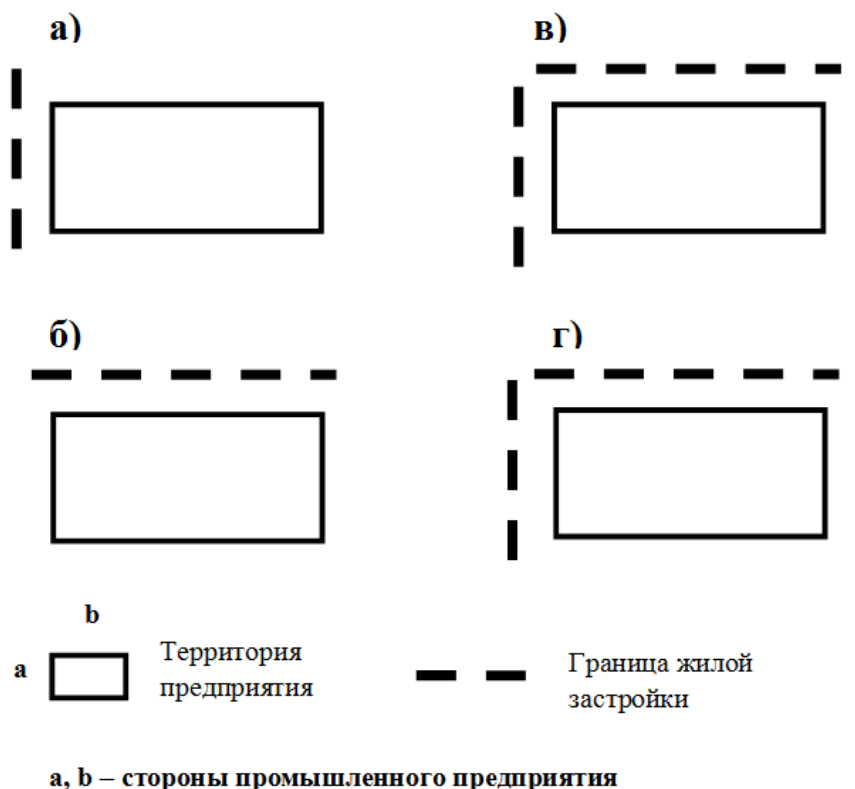 а)
в)
б)
г)
b
a
Территория
предприятия
Граница жилой
застройки
a, b – стороны промышленного предприятия